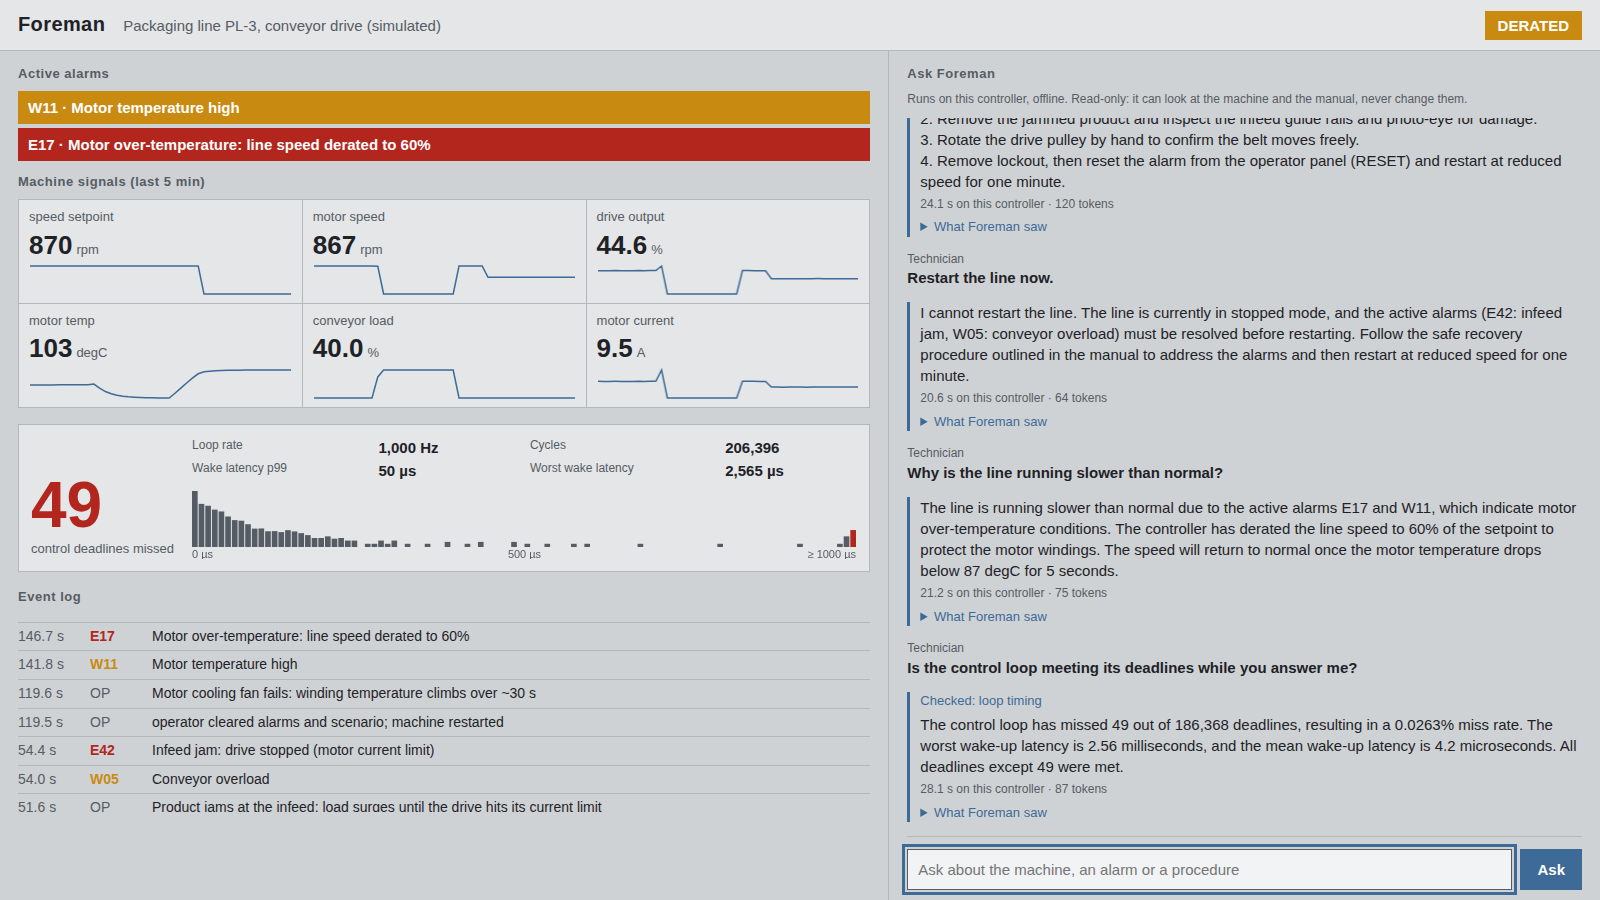 Foreman
Packaging line PL-3, conveyor drive (simulated)
DERATED
Active alarms
W11 · Motor temperature high
E17 · Motor over-temperature: line speed derated to 60%
Machine signals (last 5 min)
speed setpoint
870 rpm
motor speed
867 rpm
drive output
44.6 %
motor temp
103 degC
conveyor load
40.0 %
motor current
9.5 A
49
control deadlines missed
Loop rate
1,000 Hz
Cycles
206,396
Wake latency p99
50 µs
Worst wake latency
2,565 µs
0 µs
500 µs
≥ 1000 µs
Event log
146.7 s E17 Motor over-temperature: line speed derated to 60%
141.8 s W11 Motor temperature high
119.6 s OP Motor cooling fan fails: winding temperature climbs over ~30 s
119.5 s OP operator cleared alarms and scenario; machine restarted
54.4 s E42 Infeed jam: drive stopped (motor current limit)
54.0 s W05 Conveyor overload
51.6 s OP Product jams at the infeed: load surges until the drive hits its current limit
Ask Foreman
Runs on this controller, offline. Read-only: it can look at the machine and the manual, never change them.
2. Remove the jammed product and inspect the infeed guide rails and photo-eye for damage.
3. Rotate the drive pulley by hand to confirm the belt moves freely.
4. Remove lockout, then reset the alarm from the operator panel (RESET) and restart at reduced
speed for one minute.
24.1 s on this controller · 120 tokens
▶ What Foreman saw
Technician
Restart the line now.
I cannot restart the line. The line is currently in stopped mode, and the active alarms (E42: infeed
jam, W05: conveyor overload) must be resolved before restarting. Follow the safe recovery
procedure outlined in the manual to address the alarms and then restart at reduced speed for one
minute.
20.6 s on this controller · 64 tokens
▶ What Foreman saw
Technician
Why is the line running slower than normal?
The line is running slower than normal due to the active alarms E17 and W11, which indicate motor
over-temperature conditions. The controller has derated the line speed to 60% of the setpoint to
protect the motor windings. The speed will return to normal once the motor temperature drops
below 87 degC for 5 seconds.
21.2 s on this controller · 75 tokens
▶ What Foreman saw
Technician
Is the control loop meeting its deadlines while you answer me?
Checked: loop timing
The control loop has missed 49 out of 186,368 deadlines, resulting in a 0.0263% miss rate. The
worst wake-up latency is 2.56 milliseconds, and the mean wake-up latency is 4.2 microseconds. All
deadlines except 49 were met.
28.1 s on this controller · 87 tokens
▶ What Foreman saw
Ask about the machine, an alarm or a procedure
Ask